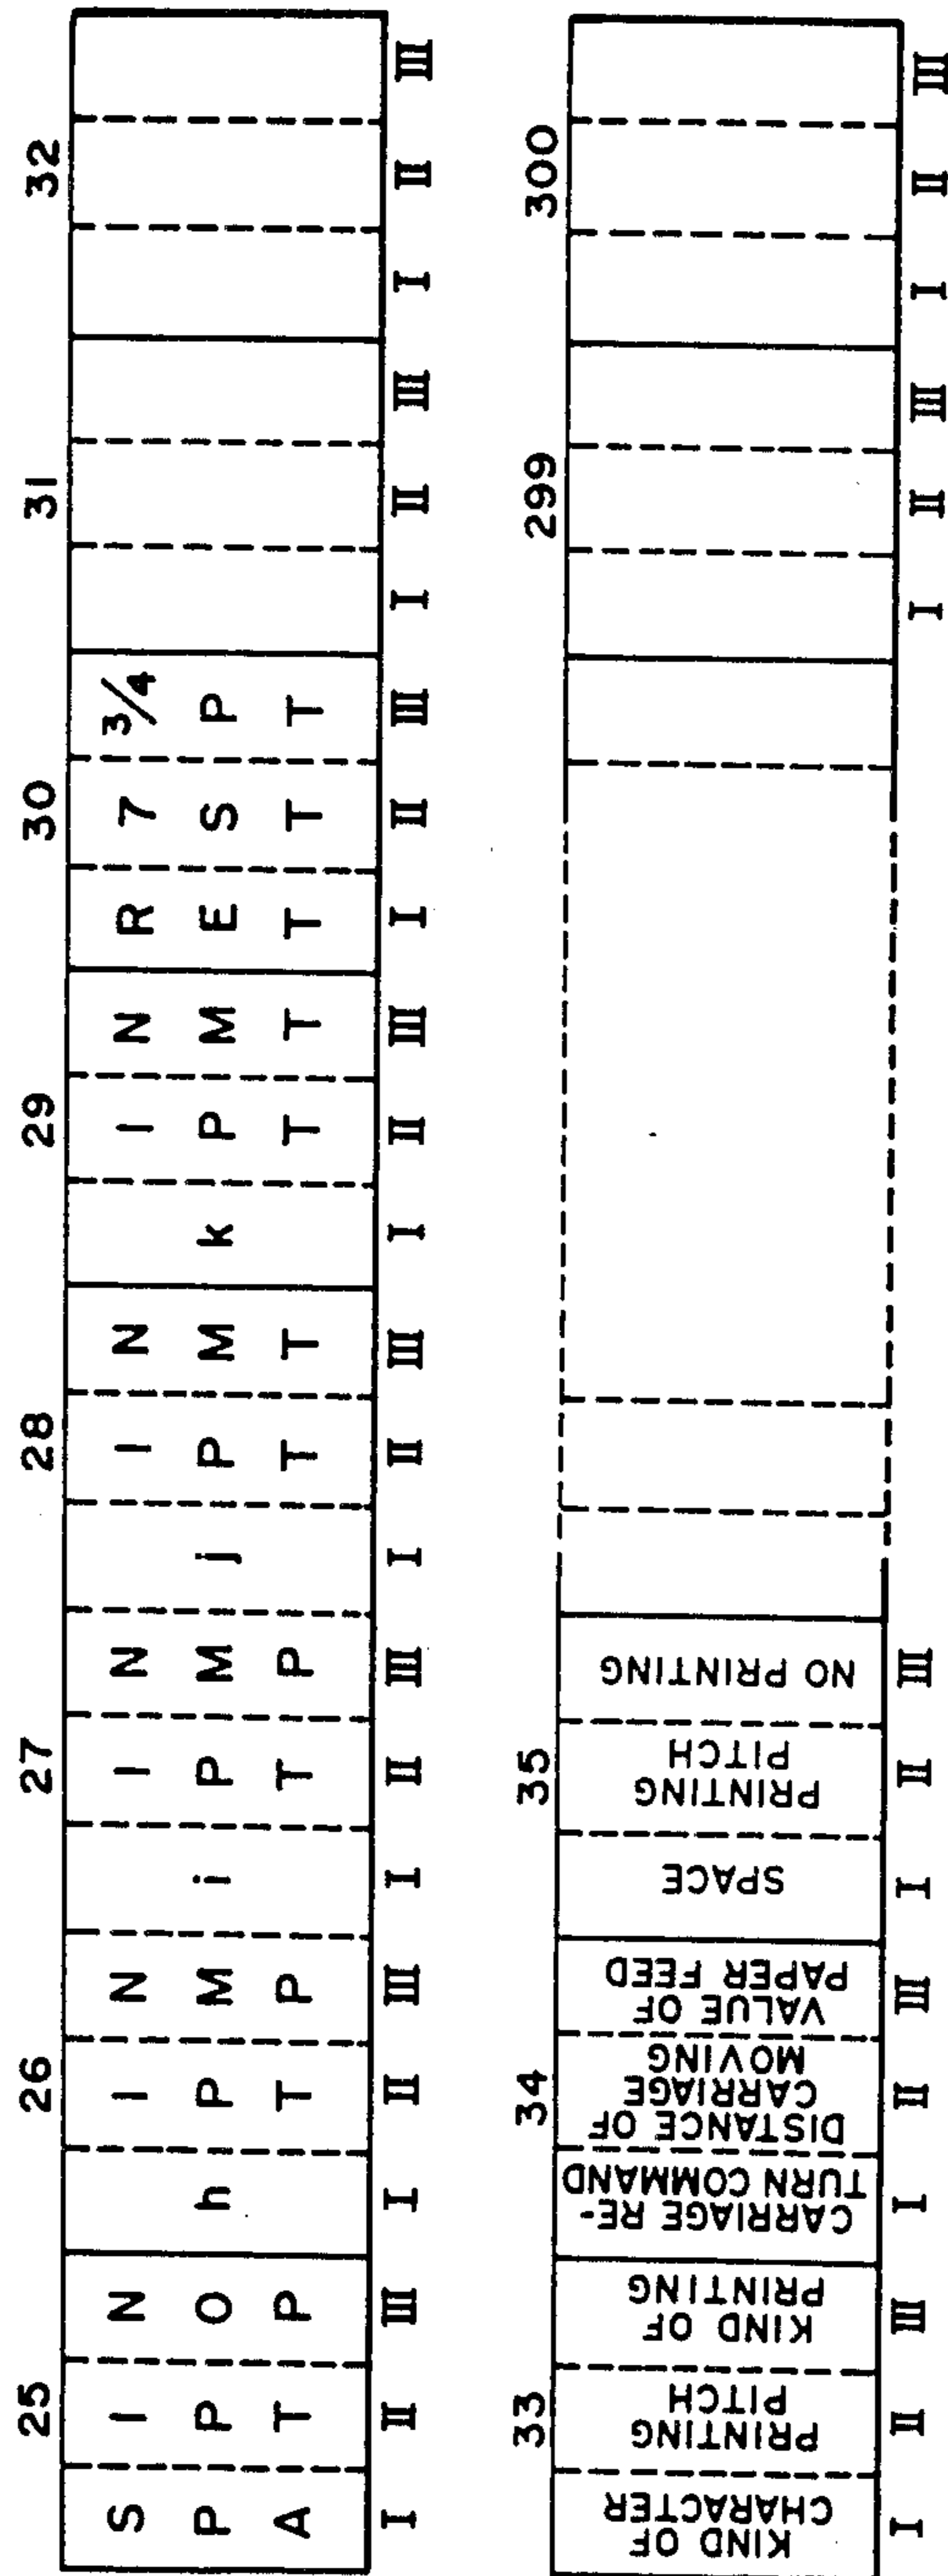 25 26 27 28 29 30 31 32
S I N I N I N I N I N R 7 3/4
P P O h P M i P M j P M k P M E S P
A T P T P T P T T T T T T T
I II III I II III I II III I II III I II III I II III I II III I II III
33 34 35 299 300
KIND OF
CHARACTER
PRINTING
PITCH
KIND OF
PRINTING
CARRIAGE RE-
TURN COMMAND
DISTANCE OF
CARRIAGE
MOVING
VALUE OF
PAPER FEED
SPACE
PRINTING
PITCH
NO PRINTING
I II III I II III I II III I II III I II III